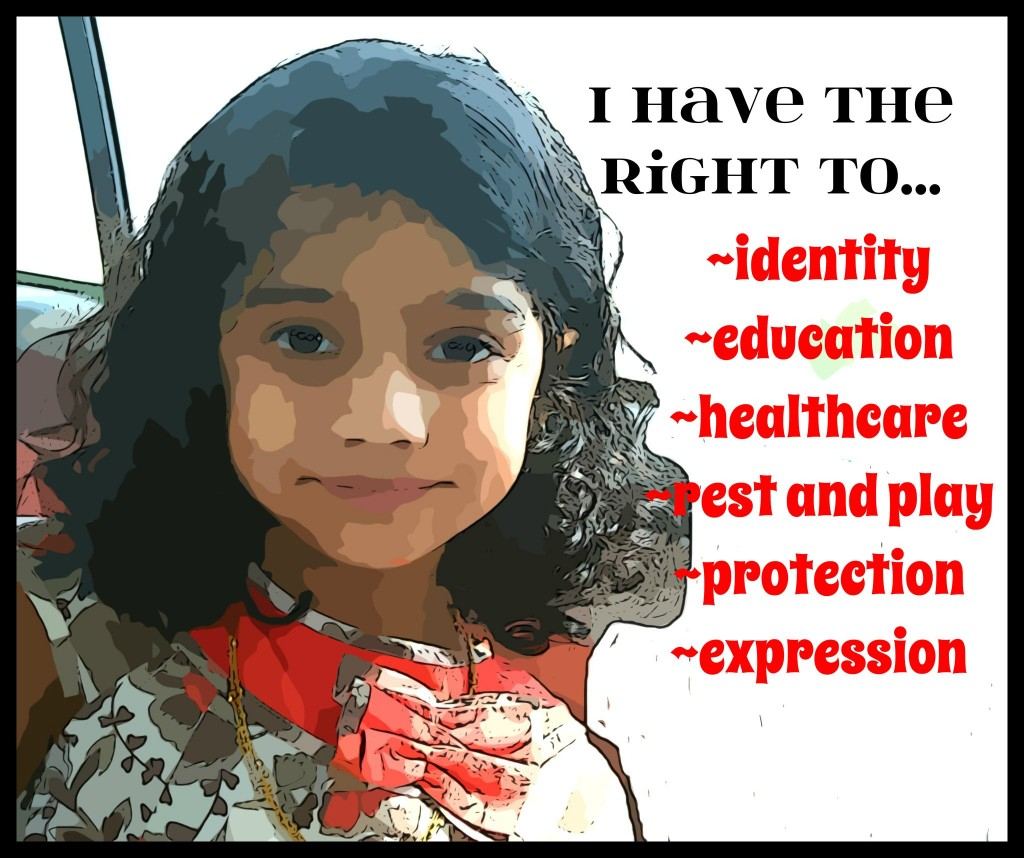 I Have THe
RiGHT TO...
~identity
~education
~healthcare
~rest and play
~protection
~expression